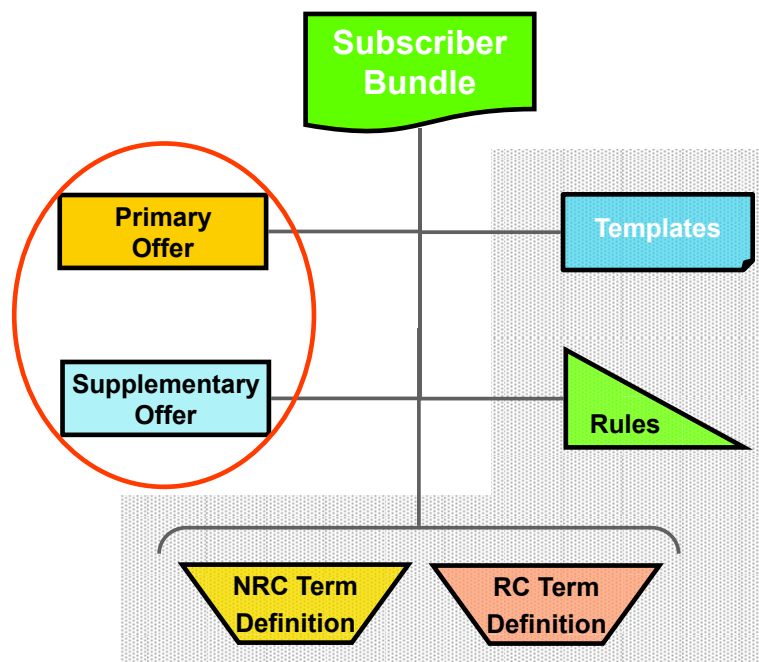 Subscriber
Bundle
Primary
Offer
Templates
Supplementary
Offer
Rules
NRC Term
Definition
RC Term
Definition